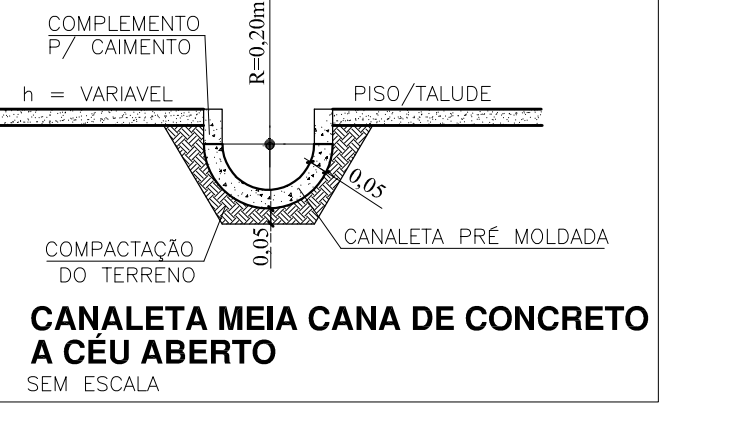 COMPLEMENTO
P/ CAIMENTO
R=0,20m
h = VARIAVEL
PISO/TALUDE
0,05
0,05
CANALETA PRÉ MOLDADA
COMPACTAÇÃO
DO TERRENO
CANALETA MEIA CANA DE CONCRETO
A CÉU ABERTO
SEM ESCALA